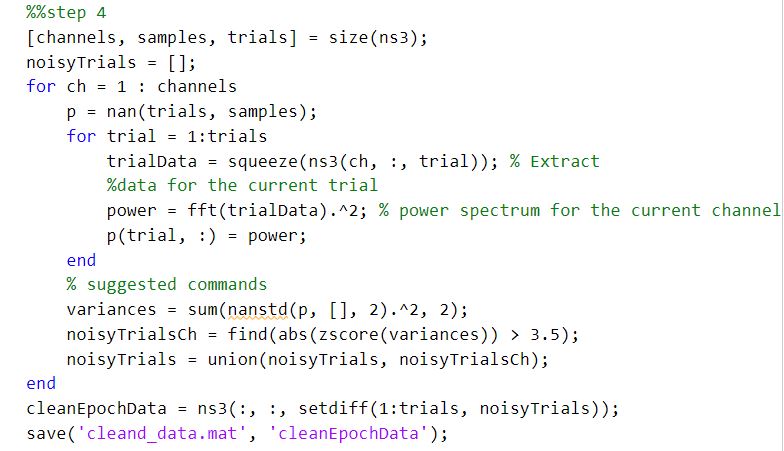 %%step 4
[channels, samples, trials] = size(ns3);
noisyTrials = [];
for ch = 1 : channels
    p = nan(trials, samples);
    for trial = 1:trials
        trialData = squeeze(ns3(ch, :, trial)); % Extract
        %data for the current trial
        power = fft(trialData).^2; % power spectrum for the current channel
        p(trial, :) = power;
    end
    % suggested commands
    variances = sum(nanstd(p, [], 2).^2, 2);
    noisyTrialsCh = find(abs(zscore(variances)) > 3.5);
    noisyTrials = union(noisyTrials, noisyTrialsCh);
end
cleanEpochData = ns3(:, :, setdiff(1:trials, noisyTrials));
save('cleand_data.mat', 'cleanEpochData');